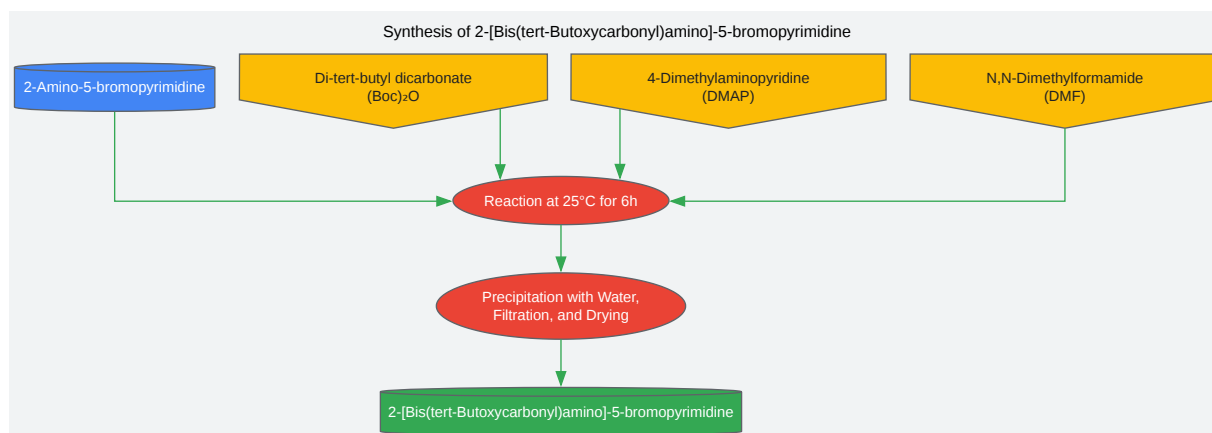 Synthesis of 2-[Bis(tert-Butoxycarbonyl)amino]-5-bromopyrimidine
2-Amino-5-bromopyrimidine
Di-tert-butyl dicarbonate
(Boc)₂O
4-Dimethylaminopyridine
(DMAP)
N,N-Dimethylformamide
(DMF)
Reaction at 25°C for 6h
Precipitation with Water,
Filtration, and Drying
2-[Bis(tert-Butoxycarbonyl)amino]-5-bromopyrimidine